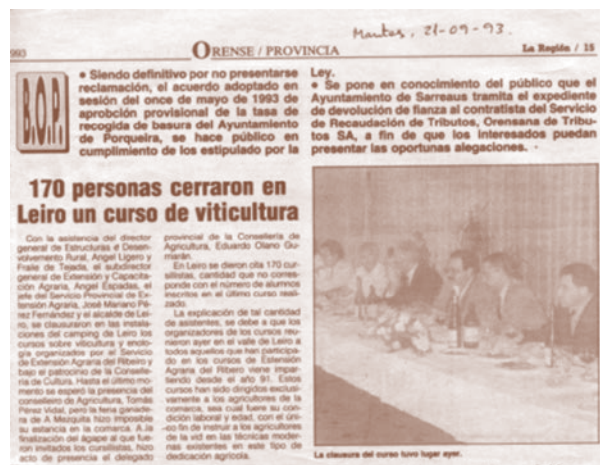 993
Martes, 21-09-93.
ORENSE / PROVINCIA
La Región / 15
B.O.P.
• Siendo definitivo por no presentarse
reclamación, el acuerdo adoptado en
sesión del once de mayo de 1993 de
aprobción provisional de la tasa de
recogida de basura del Ayuntamiento
de Porqueira, se hace público en
cumplimiento de los estipulado por la
Ley.
• Se pone en conocimiento del público que el
Ayuntamiento de Sarreaus tramita el expediente
de devolución de fianza al contratista del Servicio
de Recaudación de Tributos, Orensana de Tribu-
tos SA, a fin de que los interesados puedan
presentar las oportunas alegaciones.
170 personas cerraron en
Leiro un curso de viticultura
Con la asistencia del director
general de Estructuras e Desen-
volvemento Rural, Angel Ligero y
Fraile de Tejada, el subdirector
general de Extensión y Capacita-
ción Agraria, Angel Espadas, el
jefe del Servicio Provincial de Ex-
tensión Agraria, José Mariano Pé-
rez Fernández y el alcalde de Lei-
ro, se clausuraron en las instala-
ciones del camping de Leiro los
cursos sobre viticultura y enolo-
gía organizados por el Servicio
de Extensión Agraria del Ribeiro y
bajo el patrocinio de la Conselle-
ría de Cultura. Hasta el último mo-
mento se esperó la presencia del
conselleiro de Agricultura, Tomás
Pérez Vidal, pero la feria ganade-
ra de A Mezquita hizo imposible
su estancia en la comarca. A la
finalización del ágape al que fue-
ron invitados los cursillistas, hizo
acto de presencia el delegado
provincial de la Consellería de
Agricultura, Eduardo Olano Gu-
rriarán.
En Leiro se dieron cita 170 cur-
sillistas, cantidad que no corres-
ponde con el número de alumnos
inscritos en el último curso reali-
zado.
La explicación de tal cantidad
de asistentes, se debe a que los
organizadores de los cursos reu-
nieron ayer en el valle de Leiro a
todos aquellos que han participa-
do en los cursos de Extensión
Agraria del Ribero viene impar-
tiendo desde el año 91. Estos
cursos han sido dirigidos exclusi-
vamente a los agricultores de la
comarca, sea cual fuere su con-
dición laboral y edad, con el úni-
co fin de instruir a los agricultores
de la vid en las técnicas moder-
nas existentes en este tipo de
dedicación agrícola.
La clausura del curso tuvo lugar ayer.